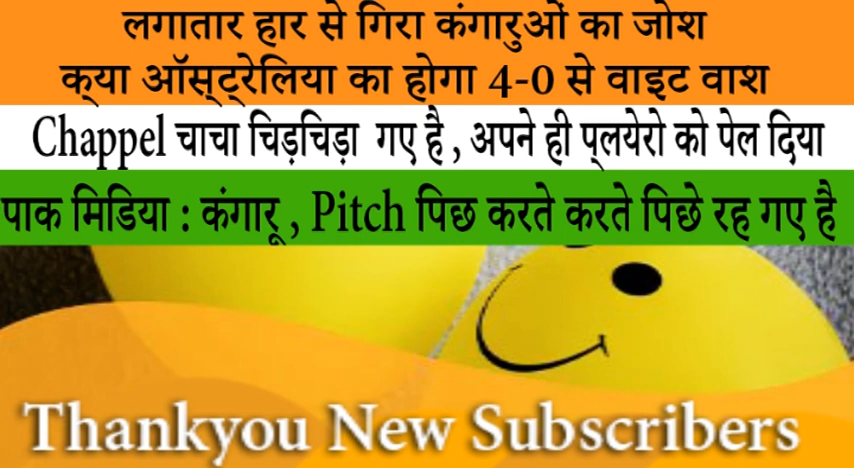 लगातार हार से गिरा कंगारुओं का जोश
क्या ऑस्ट्रेलिया का होगा 4-0 से वाइट वाश
Chappel चाचा चिड़चिड़ा गए है , अपने ही प्लयेरो को पेल दिया
पाक मिडिया : कंगारू , Pitch पिछ करते करते पिछे रह गए है
Thankyou New Subscribers